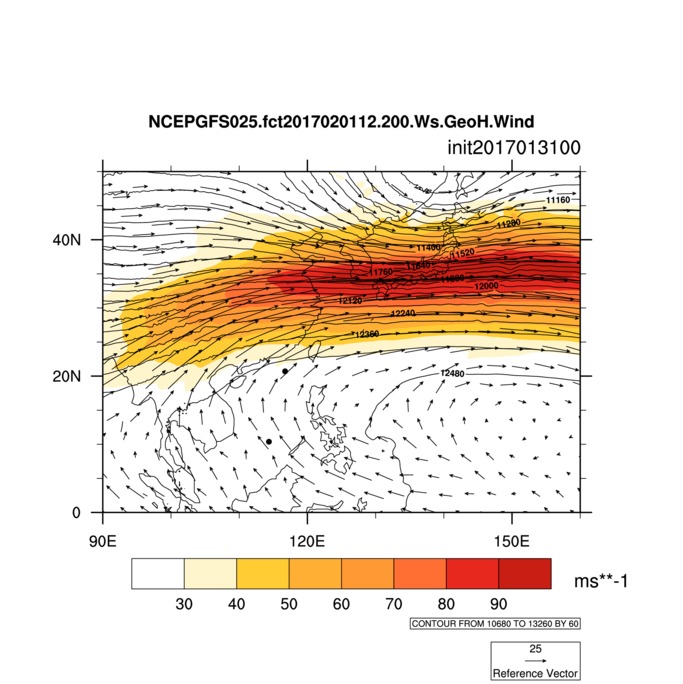 NCEPGFS025.fct2017020112.200.Ws.GeoH.Wind
init2017013100
11160
11280
40N
11400
11520
11640
11760
11880
12000
12120
12240
12360
20N
12480
0
90E 120E 150E
30 40 50 60 70 80 90
ms**-1
CONTOUR FROM 10680 TO 13260 BY 60
25
Reference Vector